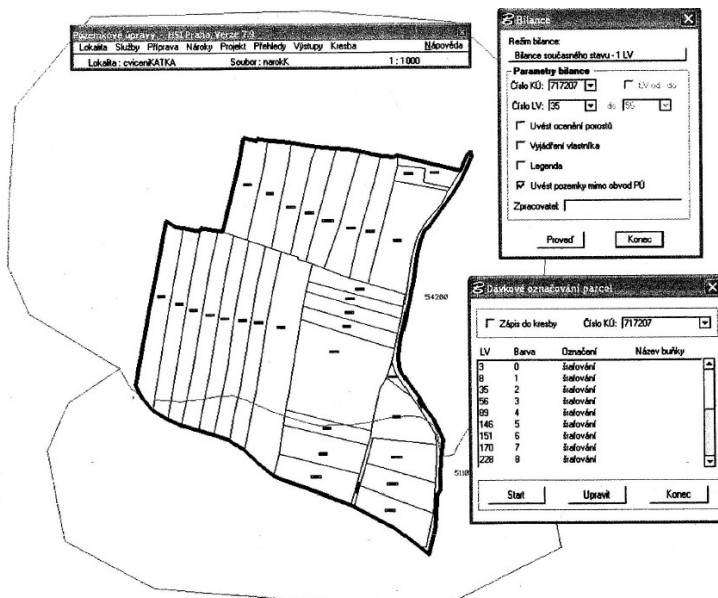 Pozemkové úpravy HSI Praha, Verze 7.9
Lokalita Služby Příprava Nároky Projekt Přehledy Výstupy Kresba Nápověda
Lokalita : cviceniKATKA Soubor : narokK 1 : 1000
Bilance
Režim bilance:
Bilance současného stavu - 1 LV
Parametry bilance
Číslo KÚ: 717207 LV od do
Číslo LV: 35 do 56
Uvést ocenění porostů
Vyjádření vlastníka
Legenda
Uvést pozemky mimo obvod PÚ
Zpracovatel:
Proveď Konec
54200
Dávkové označování parcel
Zápis do kresby Číslo KÚ: 717207
LV Barva Označení Název buňky
3 0 šrafování
8 1 šrafování
35 2 šrafování
56 3 šrafování
89 4 šrafování
146 5 šrafování
151 6 šrafování
170 7 šrafování
228 8 šrafování
Start Upravit Konec